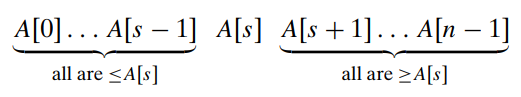 A[0] . . . A[s − 1] A[s] A[s + 1] . . . A[n − 1]
all are ≤A[s] all are ≥A[s]